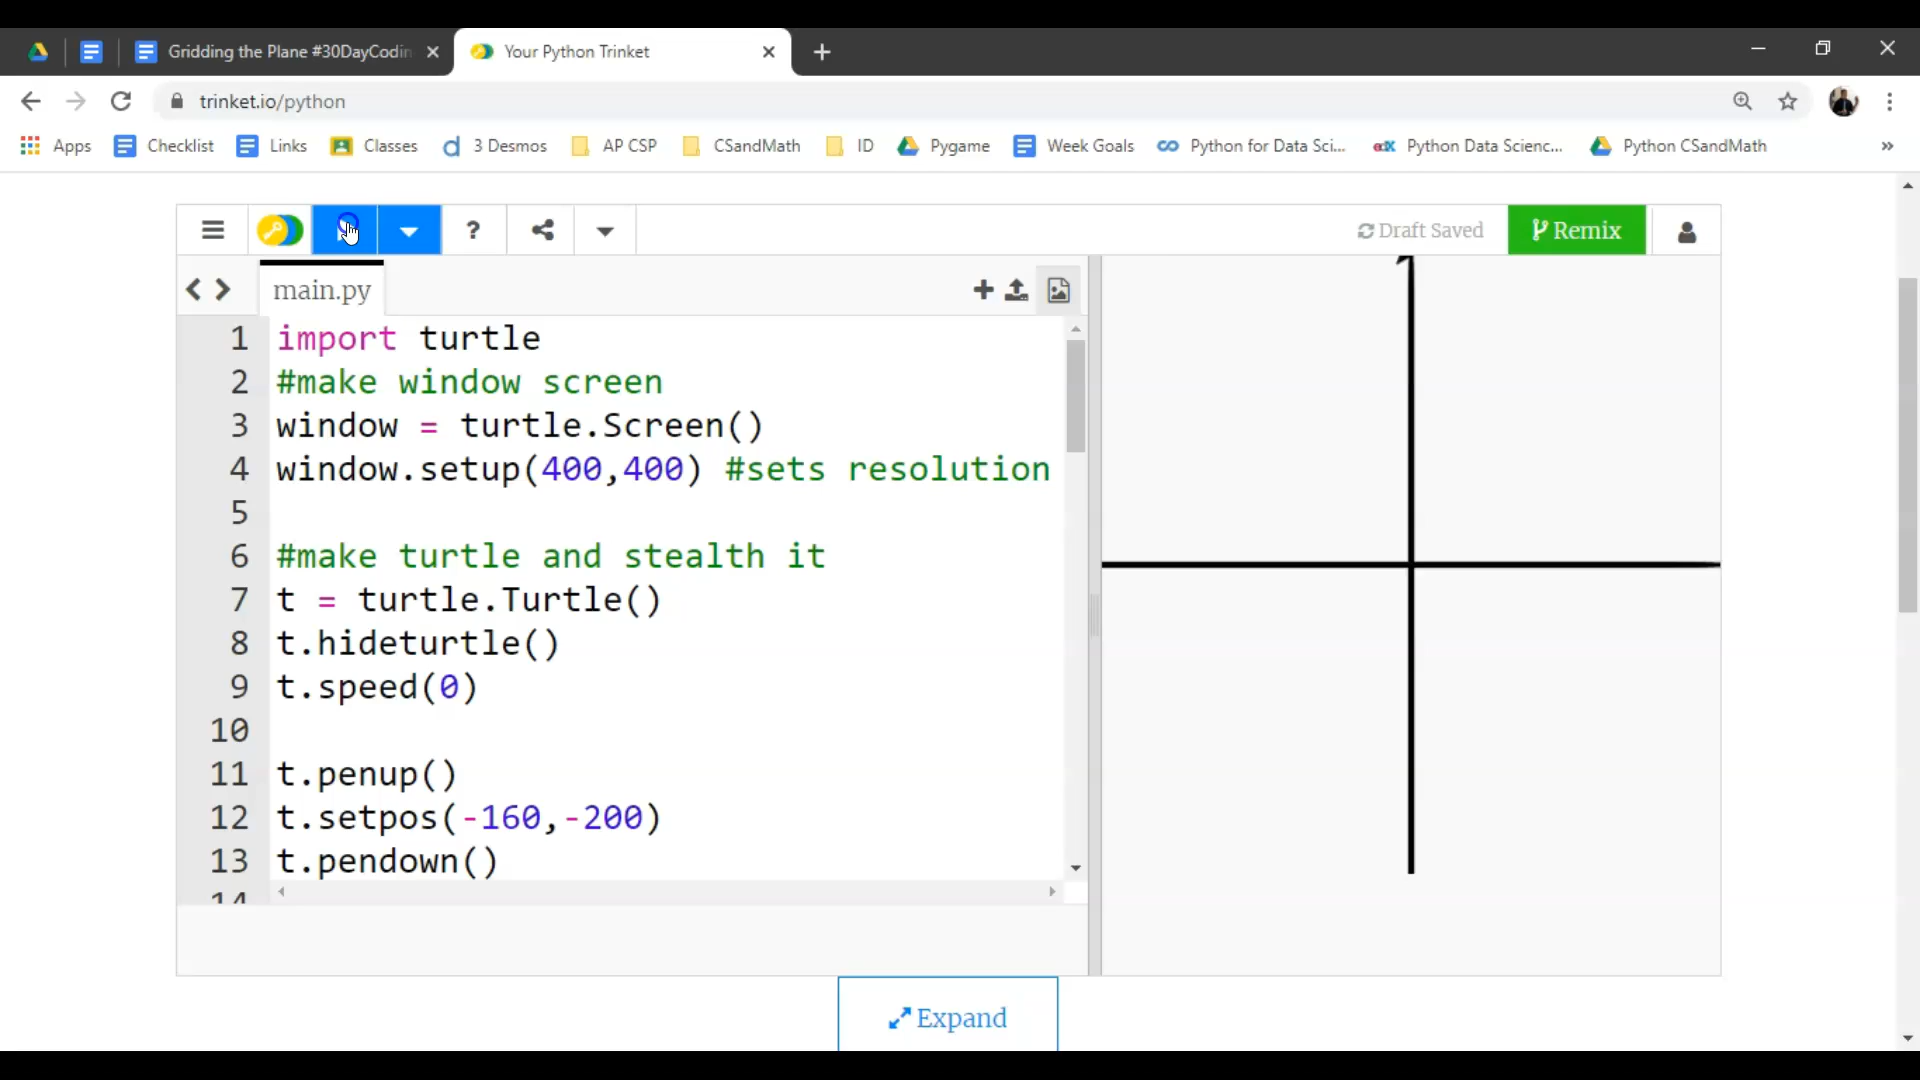 Gridding the Plane #30DayCodin
Your Python Trinket
trinket.io/python
Apps Checklist Links Classes 3 Desmos AP CSP CSandMath ID Pygame Week Goals Python for Data Sci... Python Data Scienc... Python CSandMath »
? Draft Saved Remix
main.py
1 import turtle
2 #make window screen
3 window = turtle.Screen()
4 window.setup(400,400) #sets resolution
5
6 #make turtle and stealth it
7 t = turtle.Turtle()
8 t.hideturtle()
9 t.speed(0)
10
11 t.penup()
12 t.setpos(-160,-200)
13 t.pendown()
14
Expand